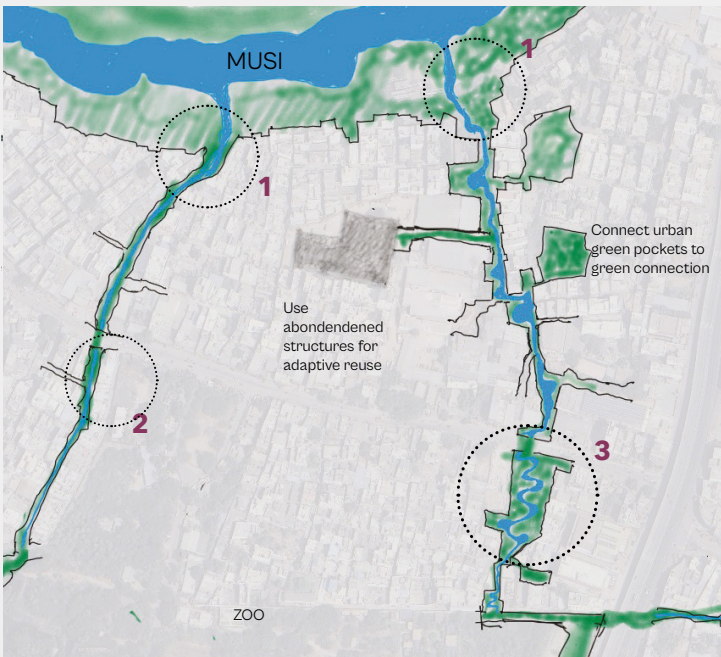 MUSI
1
1
Connect urban
green pockets to
green connection
Use
abondendened
structures for
adaptive reuse
2
3
ZOO